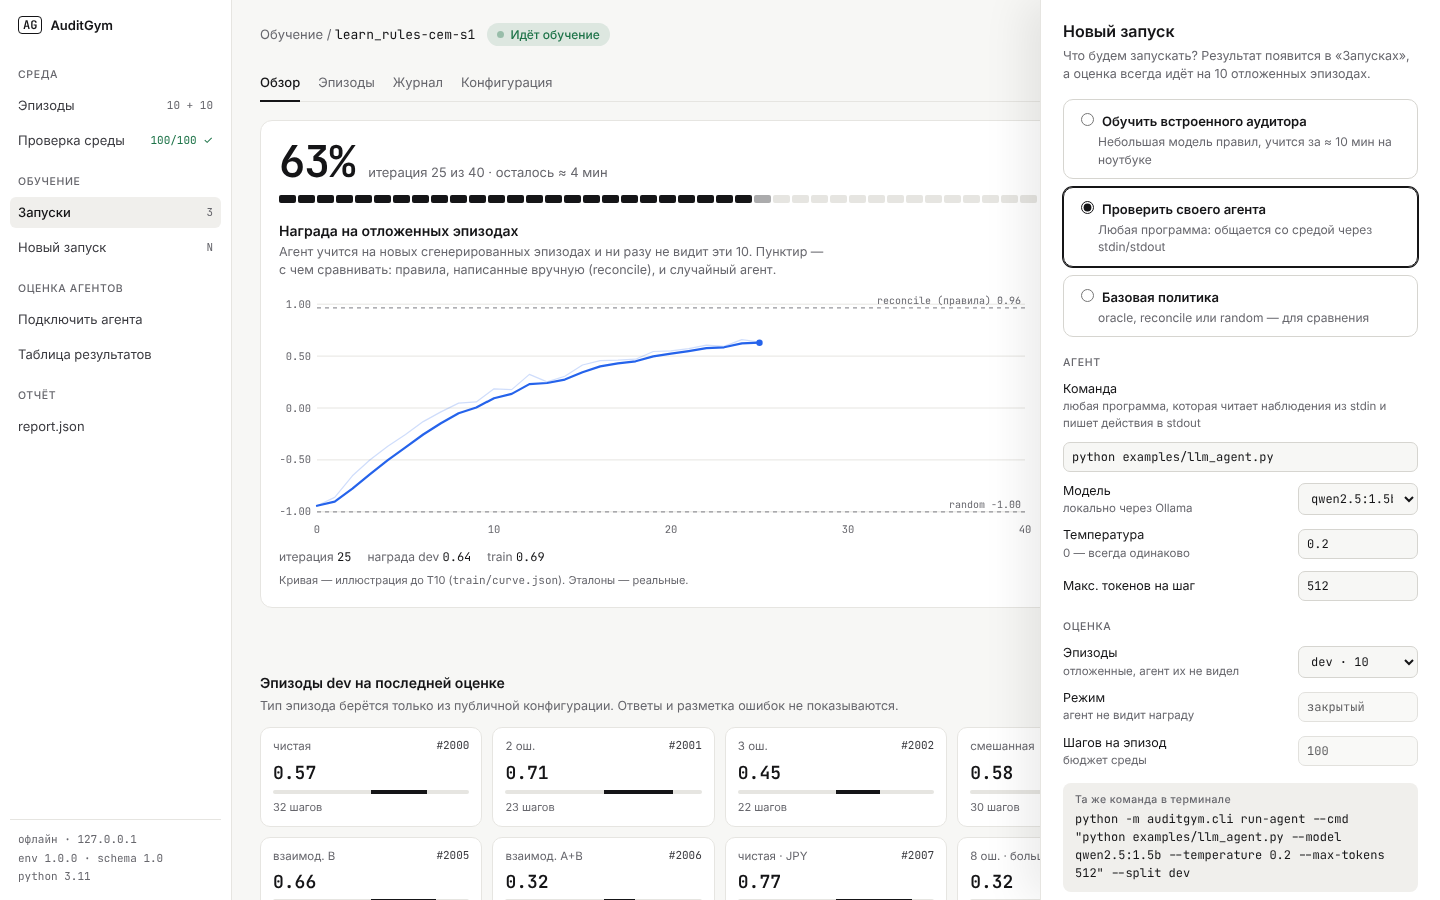 AG AuditGym
СРЕДА
Эпизоды 10 + 10
Проверка среды 100/100 ✓
ОБУЧЕНИЕ
Запуски 3
Новый запуск N
ОЦЕНКА АГЕНТОВ
Подключить агента
Таблица результатов
ОТЧЁТ
report.json
офлайн · 127.0.0.1
env 1.0.0 · schema 1.0
python 3.11
Обучение / learn_rules-cem-s1 Идёт обучение
Обзор Эпизоды Журнал Конфигурация
63% итерация 25 из 40 · осталось ≈ 4 мин
Награда на отложенных эпизодах
Агент учится на новых сгенерированных эпизодах и ни разу не видит эти 10. Пунктир —
с чем сравнивать: правила, написанные вручную (reconcile), и случайный агент.
1.00
reconcile (правила) 0.96
0.50
0.00
-0.50
-1.00
random -1.00
0 10 20 30 40
итерация 25 награда dev 0.64 train 0.69
Кривая — иллюстрация до T10 (train/curve.json). Эталоны — реальные.
Эпизоды dev на последней оценке
Тип эпизода берётся только из публичной конфигурации. Ответы и разметка ошибок не показываются.
чистая #2000
0.57
32 шагов
2 ош. #2001
0.71
23 шагов
3 ош. #2002
0.45
22 шагов
смешанная
0.58
30 шагов
взаимод. B #2005
0.66
взаимод. A+B #2006
0.32
чистая · JPY #2007
0.77
8 ош. ·
0.32
Новый запуск
Что будем запускать? Результат появится в «Запусках»,
а оценка всегда идёт на 10 отложенных эпизодах.
Обучить встроенного аудитора
Небольшая модель правил, учится за ≈ 10 мин на
ноутбуке
Проверить своего агента
Любая программа: общается со средой через
stdin/stdout
Базовая политика
oracle, reconcile или random — для сравнения
АГЕНТ
Команда
любая программа, которая читает наблюдения из stdin и
пишет действия в stdout
python examples/llm_agent.py
Модель
локально через Ollama
qwen2.5:1.5b
Температура
0 — всегда одинаково
0.2
Макс. токенов на шаг
512
ОЦЕНКА
Эпизоды
отложенные, агент их не видел
dev · 10
Режим
агент не видит награду
закрытый
Шагов на эпизод
бюджет среды
100
Та же команда в терминале
python -m auditgym.cli run-agent --cmd
"python examples/llm_agent.py --model
qwen2.5:1.5b --temperature 0.2 --max-tokens
512" --split dev